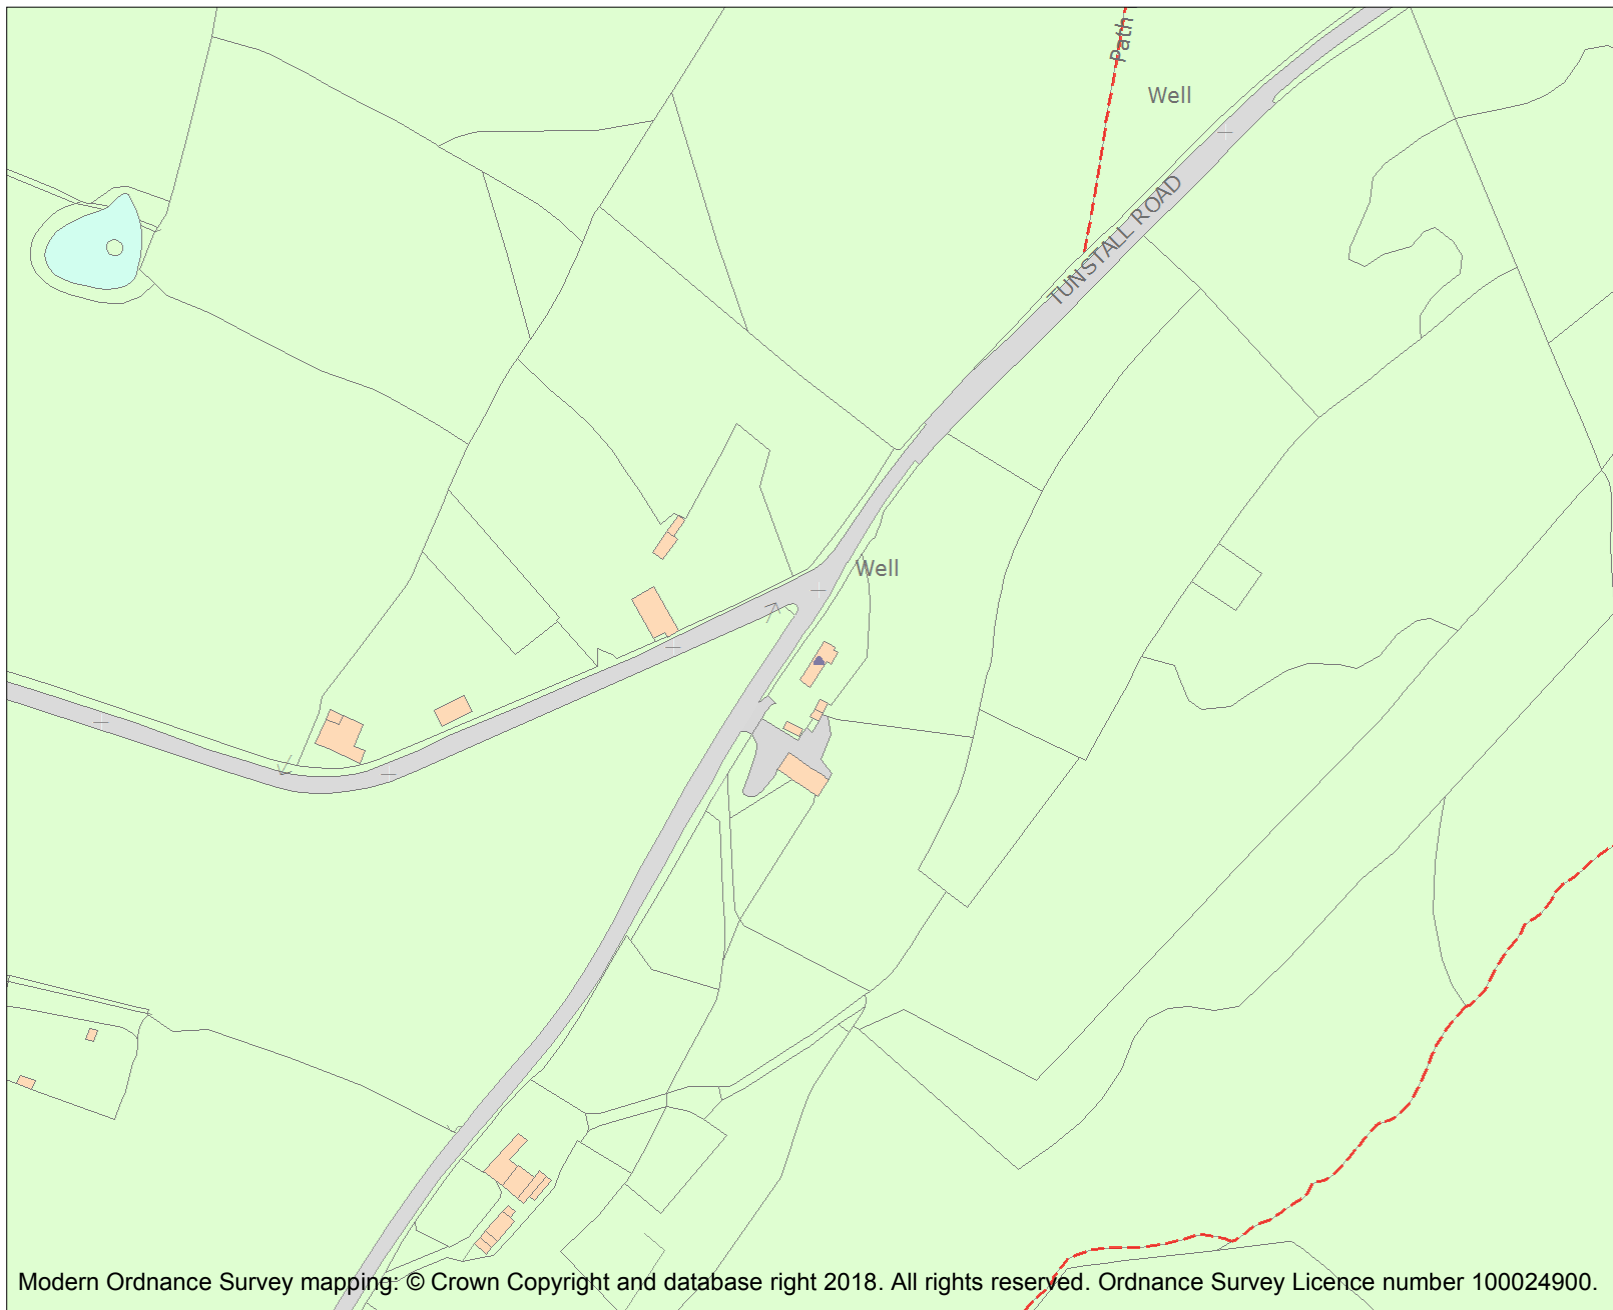 Path
Well
TUNSTALL ROAD
Well
Modern Ordnance Survey mapping: © Crown Copyright and database right 2018. All rights reserved. Ordnance Survey Licence number 100024900.